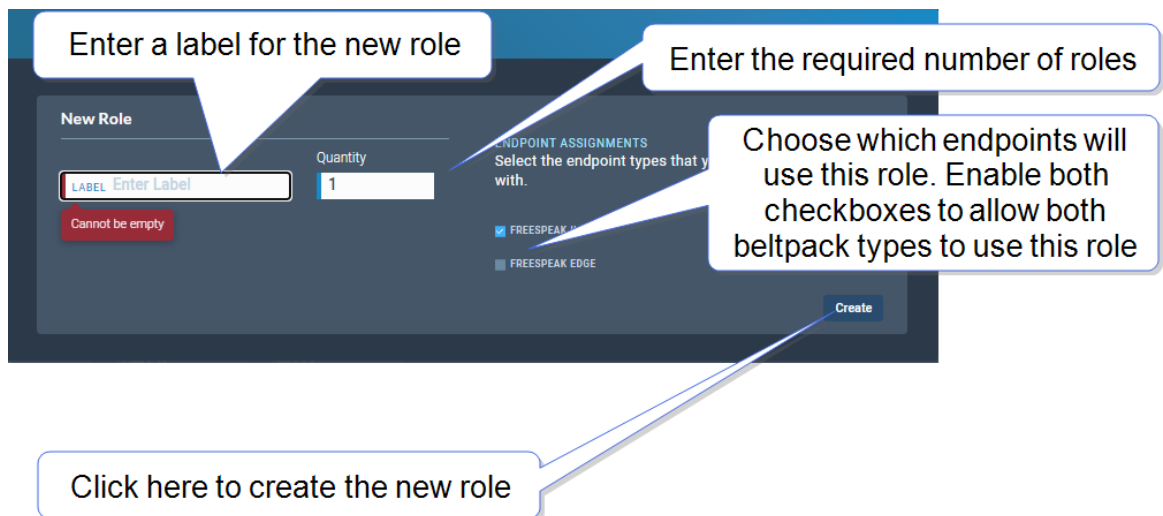 Enter a label for the new role
Enter the required number of roles
New Role
LABEL Enter Label
Cannot be empty
Quantity
1
ENDPOINT ASSIGNMENTS
Select the endpoint types that
with.
FREESPEAK
FREESPEAK EDGE
Choose which endpoints will
use this role. Enable both
checkboxes to allow both
beltpack types to use this role
Create
Click here to create the new role